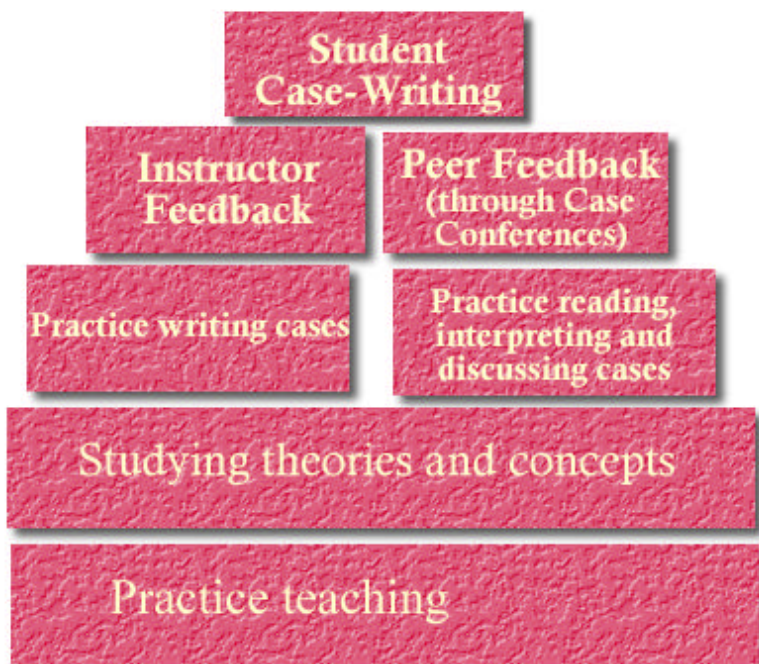 Student
Case-Writing
Instructor
Feedback
Peer Feedback
(through Case
Conferences)
Practice writing cases
Practice reading,
interpreting and
discussing cases
Studying theories and concepts
Practice teaching